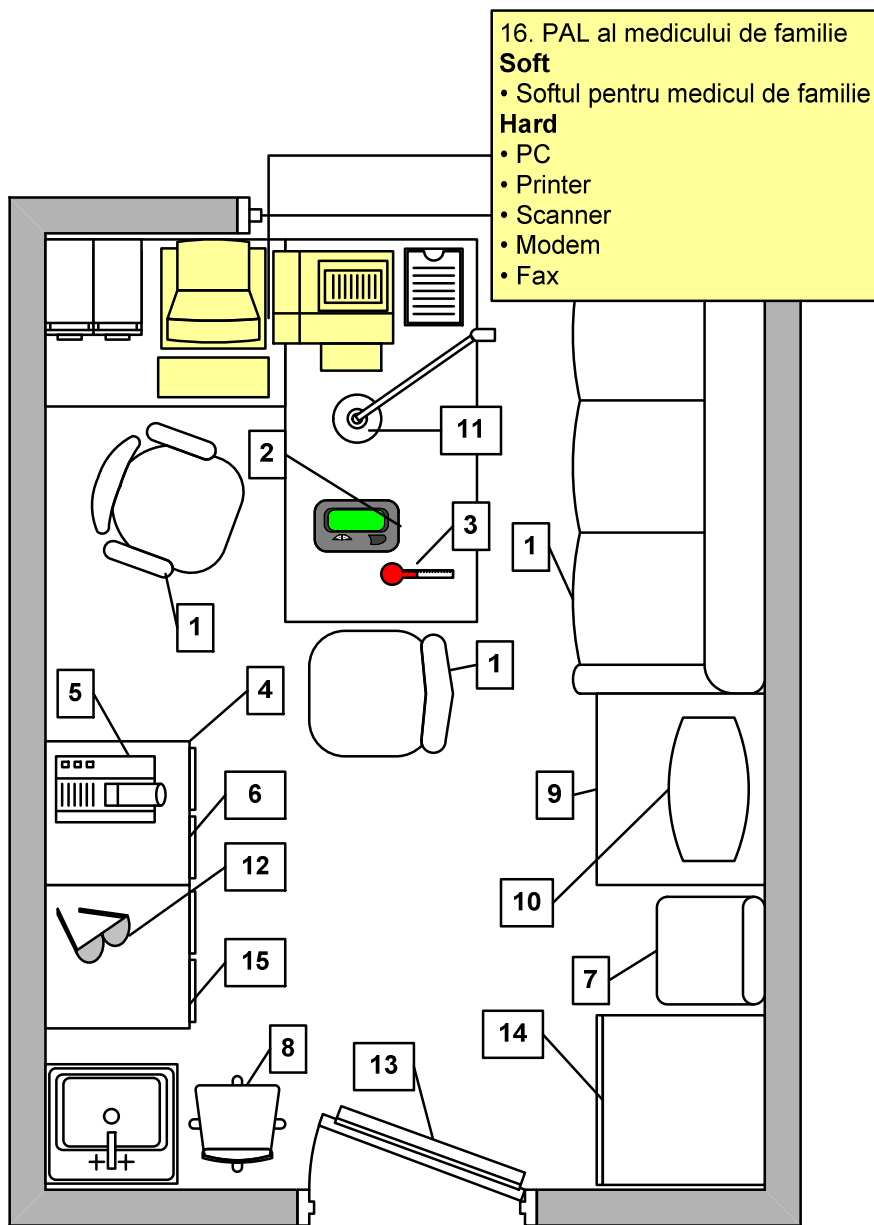 16. PAL al medicului de familie
Soft
• Softul pentru medicul de familie
Hard
• PC
• Printer
• Scanner
• Modem
• Fax
11
2
3
1
1
1
5
4
6
9
12
10
15
7
14
8
13